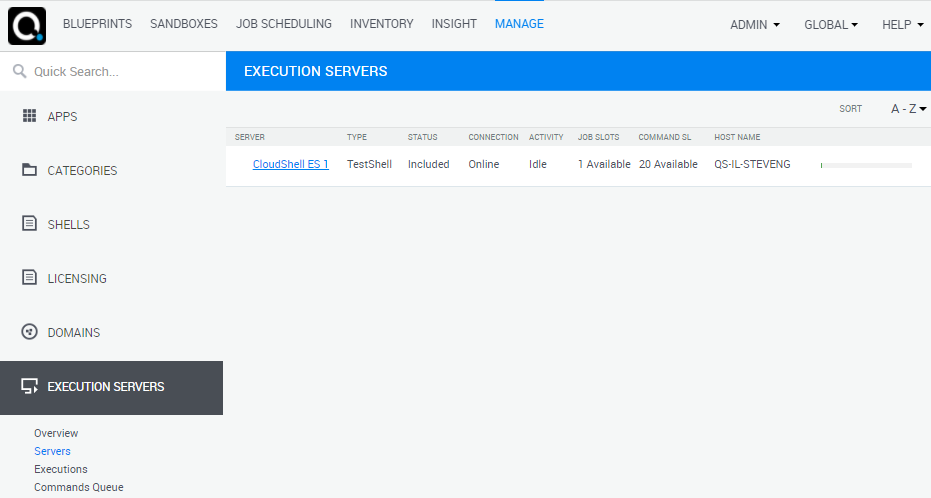 BLUEPRINTS SANDBOXES JOB SCHEDULING INVENTORY INSIGHT MANAGE ADMIN GLOBAL HELP
Quick Search...
EXECUTION SERVERS
SORT A - Z
APPS
SERVER TYPE STATUS CONNECTION ACTIVITY JOB SLOTS COMMAND SL HOST NAME
CloudShell ES 1 TestShell Included Online Idle 1 Available 20 Available QS-IL-STEVENG
CATEGORIES
SHELLS
LICENSING
DOMAINS
EXECUTION SERVERS
Overview
Servers
Executions
Commands Queue